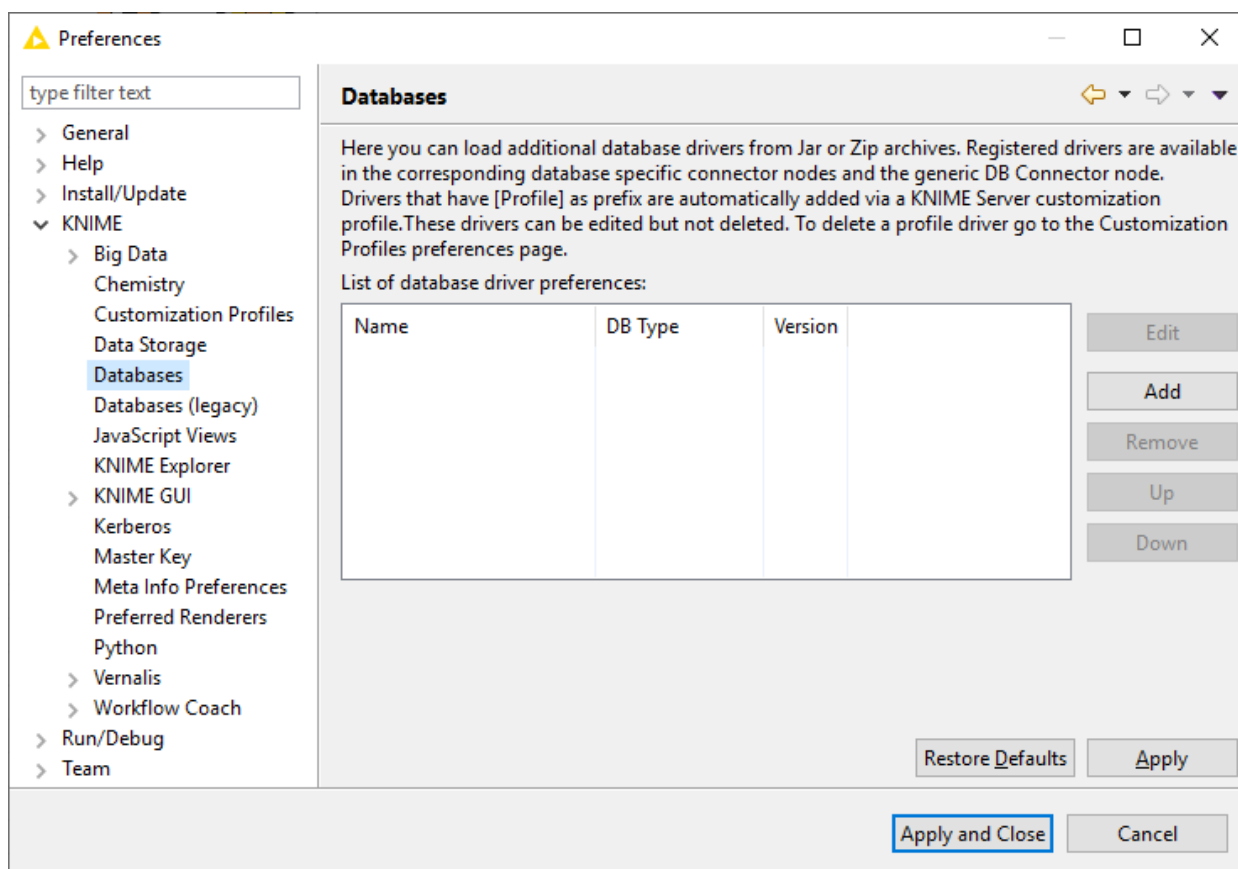 Preferences
type filter text
General
Help
Install/Update
KNIME
Big Data
Chemistry
Customization Profiles
Data Storage
Databases
Databases (legacy)
JavaScript Views
KNIME Explorer
KNIME GUI
Kerberos
Master Key
Meta Info Preferences
Preferred Renderers
Python
Vernalis
Workflow Coach
Run/Debug
Team
Databases
Here you can load additional database drivers from Jar or Zip archives. Registered drivers are available
in the corresponding database specific connector nodes and the generic DB Connector node.
Drivers that have [Profile] as prefix are automatically added via a KNIME Server customization
profile.These drivers can be edited but not deleted. To delete a profile driver go to the Customization
Profiles preferences page.
List of database driver preferences:
Name DB Type Version
Edit
Add
Remove
Up
Down
Restore Defaults Apply
Apply and Close Cancel